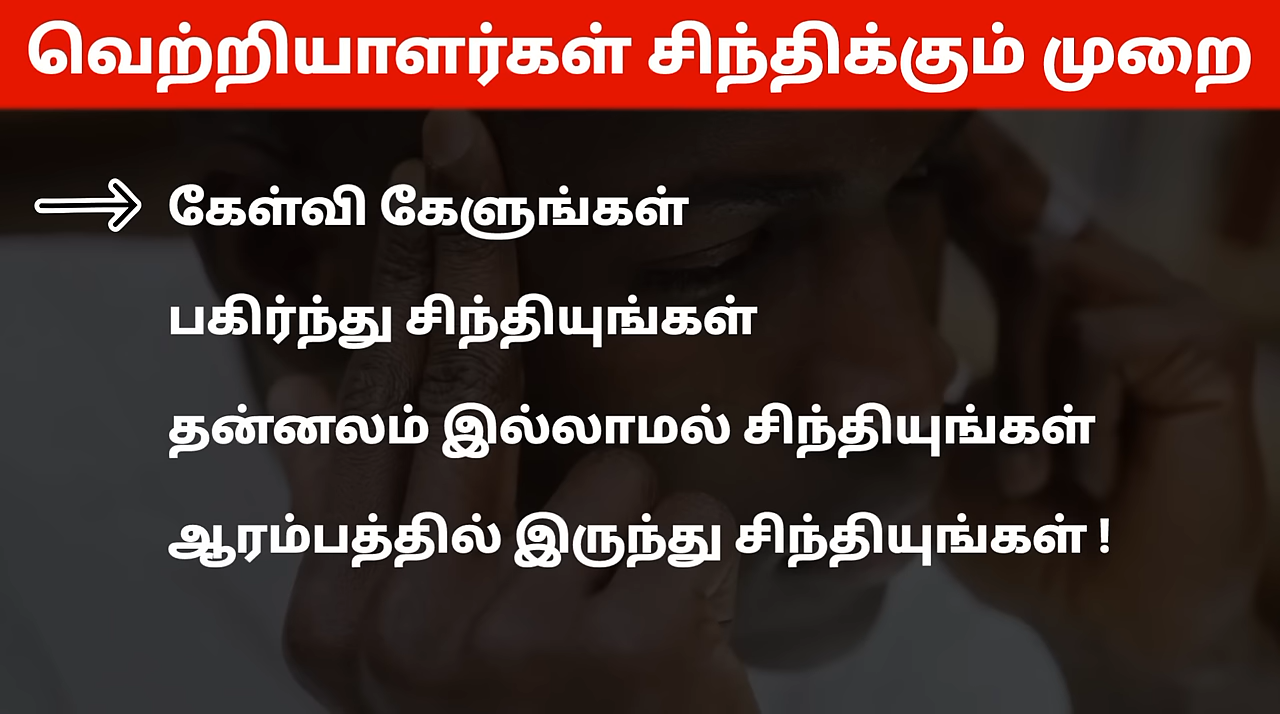 வெற்றியாளர்கள் சிந்திக்கும் முறை
கேள்வி கேளுங்கள்
பகிர்ந்து சிந்தியுங்கள்
தன்னலம் இல்லாமல் சிந்தியுங்கள்
ஆரம்பத்தில் இருந்து சிந்தியுங்கள் !